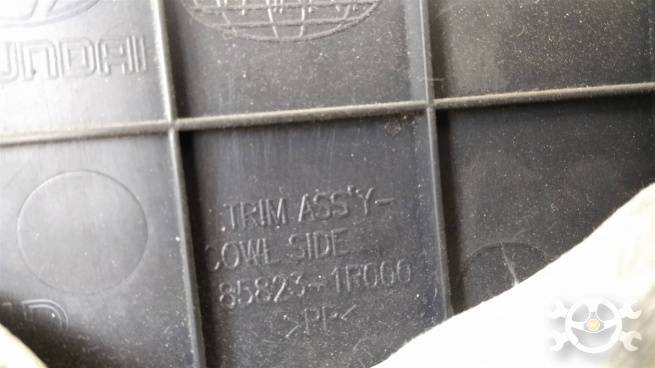 HYUNDAI
TRIM ASS'Y-
COWL SIDE
85823-1R000
>PP<